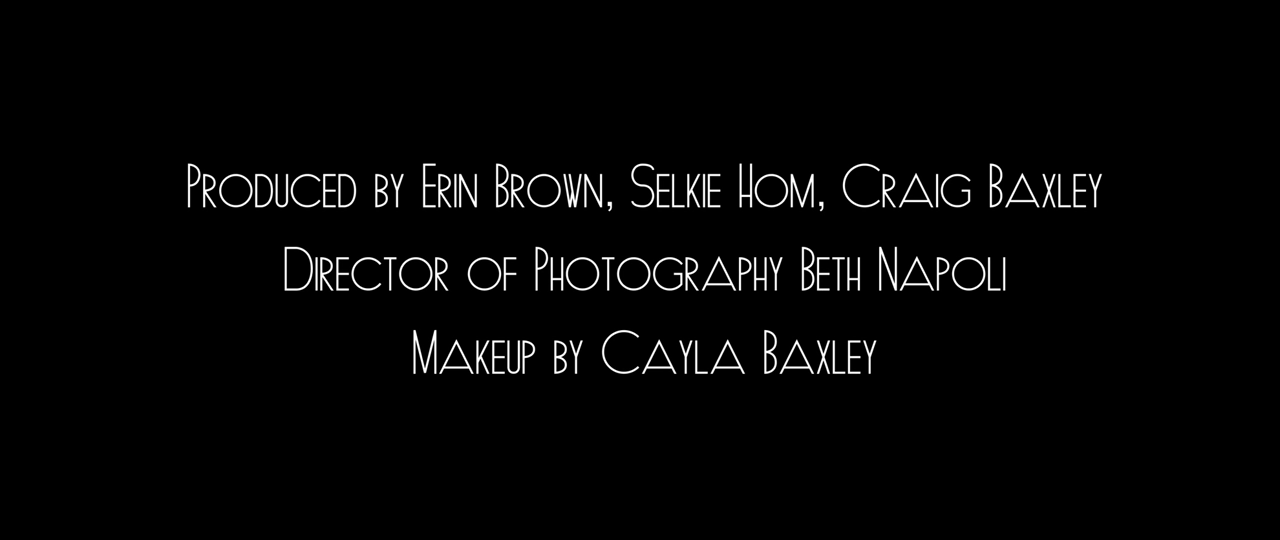 Produced by Erin Brown, Selkie Hom, Craig Baxley
Director of Photography Beth Napoli
Makeup by Cayla Baxley